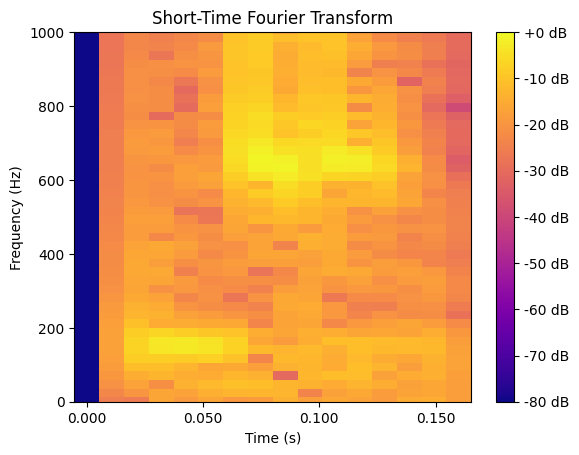 Short-Time Fourier Transform
1000
800
600
400
200
0
Frequency (Hz)
0.000
0.050
0.100
0.150
Time (s)
+0 dB
-10 dB
-20 dB
-30 dB
-40 dB
-50 dB
-60 dB
-70 dB
-80 dB